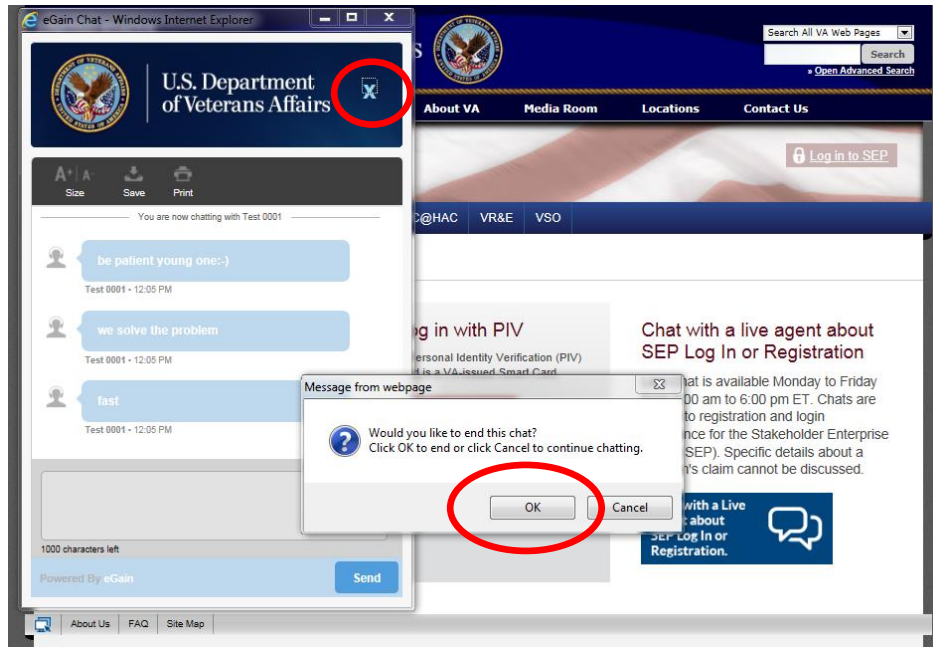 eGain Chat - Windows Internet Explorer
U.S. Department
of Veterans Affairs
X
A+ A-
Size
Save
Print
You are now chatting with Test 0001
be patient young one:-)
Test 0001 - 12:05 PM
we solve the problem
Test 0001 - 12:05 PM
fast
Test 0001 - 12:05 PM
1000 characters left
Powered By eGain
Send
s
Search All VA Web Pages
Search
» Open Advanced Search
About VA
Media Room
Locations
Contact Us
Log in to SEP
C@HAC
VR&E
VSO
og in with PIV
ersonal Identity Verification (PIV)
d is a VA-issued Smart Card
Chat with a live agent about
SEP Log In or Registration
hat is available Monday to Friday
00 am to 6:00 pm ET. Chats are
to registration and login
nce for the Stakeholder Enterprise
SEP). Specific details about a
n's claim cannot be discussed.
Message from webpage
Would you like to end this chat?
Click OK to end or click Cancel to continue chatting.
OK
Cancel
with a Live
t about
SEP Log In or
Registration.
About Us
FAQ
Site Map